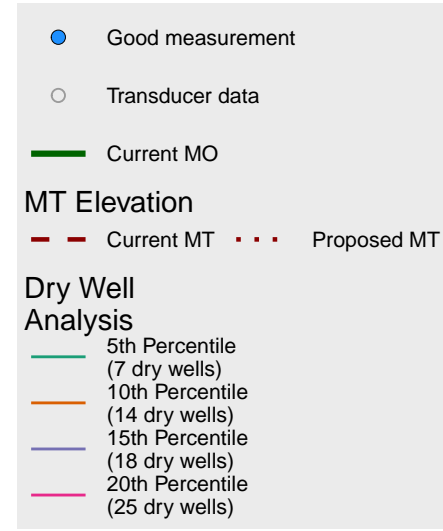 Good measurement
Transducer data
Current MO
MT Elevation
Current MT Proposed MT
Dry Well
Analysis
5th Percentile
(7 dry wells)
10th Percentile
(14 dry wells)
15th Percentile
(18 dry wells)
20th Percentile
(25 dry wells)